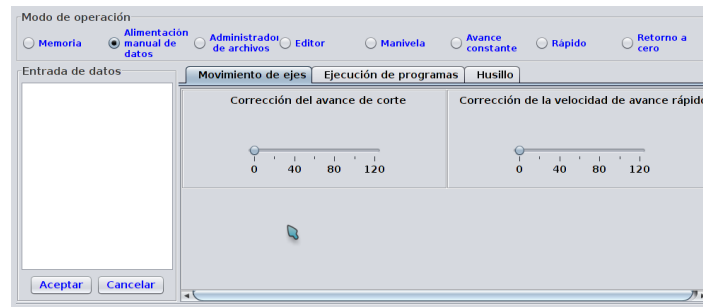 Modo de operación
Memoria
Alimentación
manual de
datos
Administrador
de archivos
Editor
Manivela
Avance
constante
Rápido
Retorno a
cero
Entrada de datos
Movimiento de ejes Ejecución de programas Husillo
Corrección del avance de corte Corrección de la velocidad de avance rápido
0 40 80 120 0 40 80 120
Aceptar Cancelar